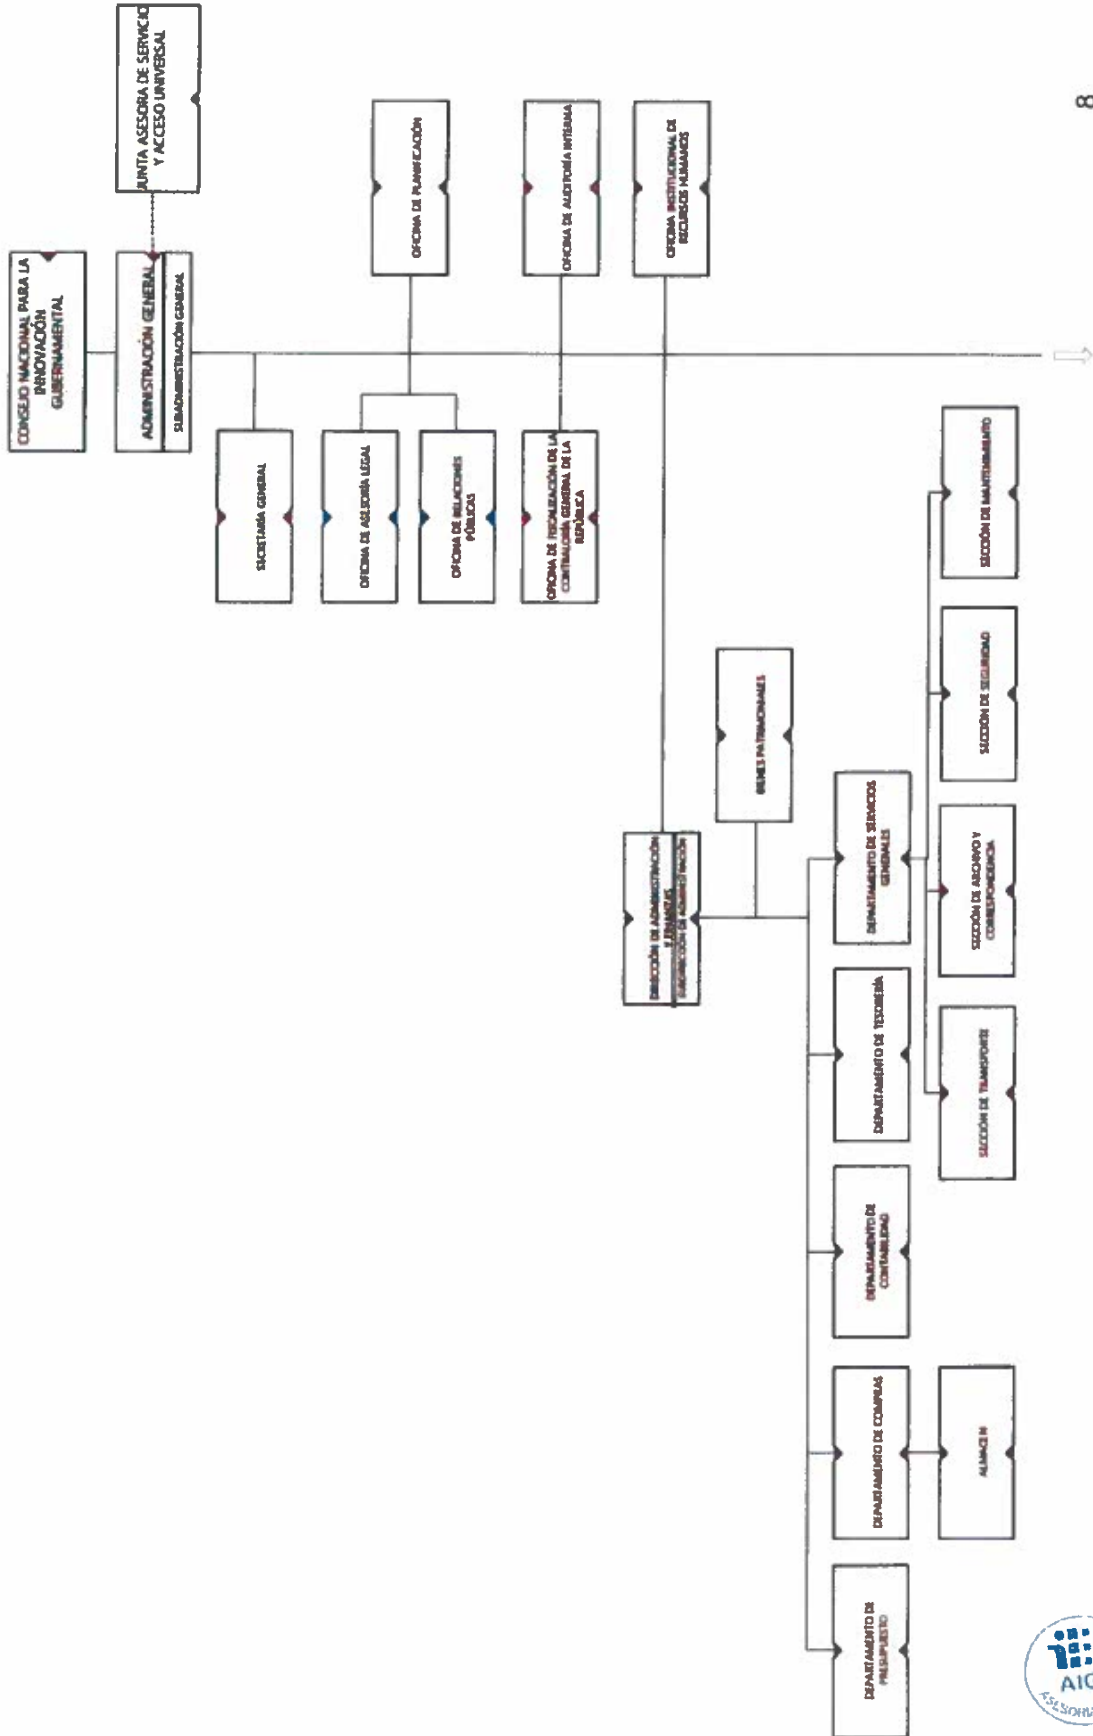 CONSEJO NACIONAL PARA LA
INNOVACIÓN
GUBERNAMENTAL
ADMINISTRACIÓN GENERAL
SUBADMINISTRACIÓN GENERAL
JUNTA ASESORA DE SERVICIO
Y ACCESO UNIVERSAL
SECRETARÍA GENERAL
OFICINA DE ASESORÍA LEGAL
OFICINA DE RELACIONES
PÚBLICAS
OFICINA DE PLANIFICACIÓN
OFICINA DE FISCALIZACIÓN DE LA
CONTRALORÍA GENERAL DE LA
REPÚBLICA
OFICINA DE AUDITORÍA INTERNA
OFICINA INSTITUCIONAL DE
RECURSOS HUMANOS
DIRECCIÓN DE ADMINISTRACIÓN
Y FINANZAS
SUBDIRECCIÓN DE ADMINISTRACIÓN
BIENES PATRIMONIALES
DEPARTAMENTO DE
PRESUPUESTO
DEPARTAMENTO DE COMPRAS
DEPARTAMENTO DE
CONTABILIDAD
DEPARTAMENTO DE TESORERÍA
DEPARTAMENTO DE SERVICIOS
GENERALES
ALMACEN
SECCIÓN DE TRANSPORTE
SECCIÓN DE ARCHIVO Y
CORRESPONDENCIA
SECCIÓN DE SEGURIDAD
SECCIÓN DE MANTENIMIENTO
8